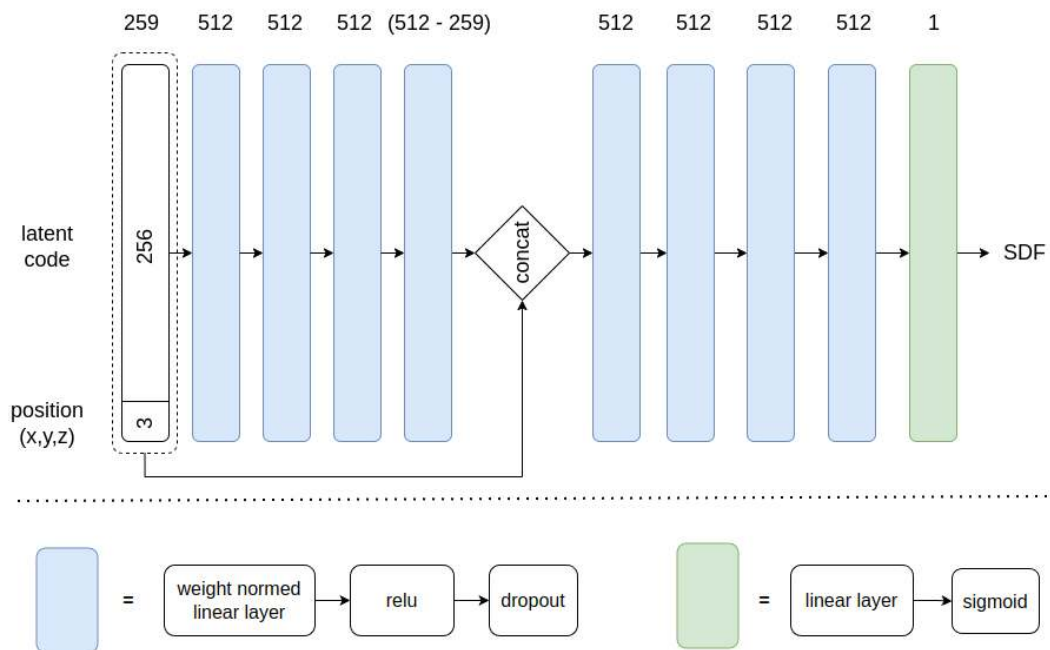 259 512 512 512 (512 - 259) 512 512 512 512 1
latent
code
256
concat
SDF
position
(x,y,z)
3
=
weight normed
linear layer
relu
dropout
=
linear layer
sigmoid